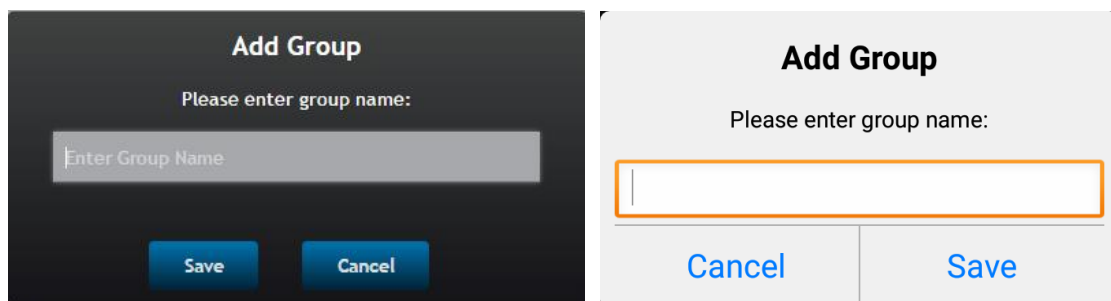 Add Group
Please enter group name:
Enter Group Name
Save Cancel
Add Group
Please enter group name:
Cancel Save